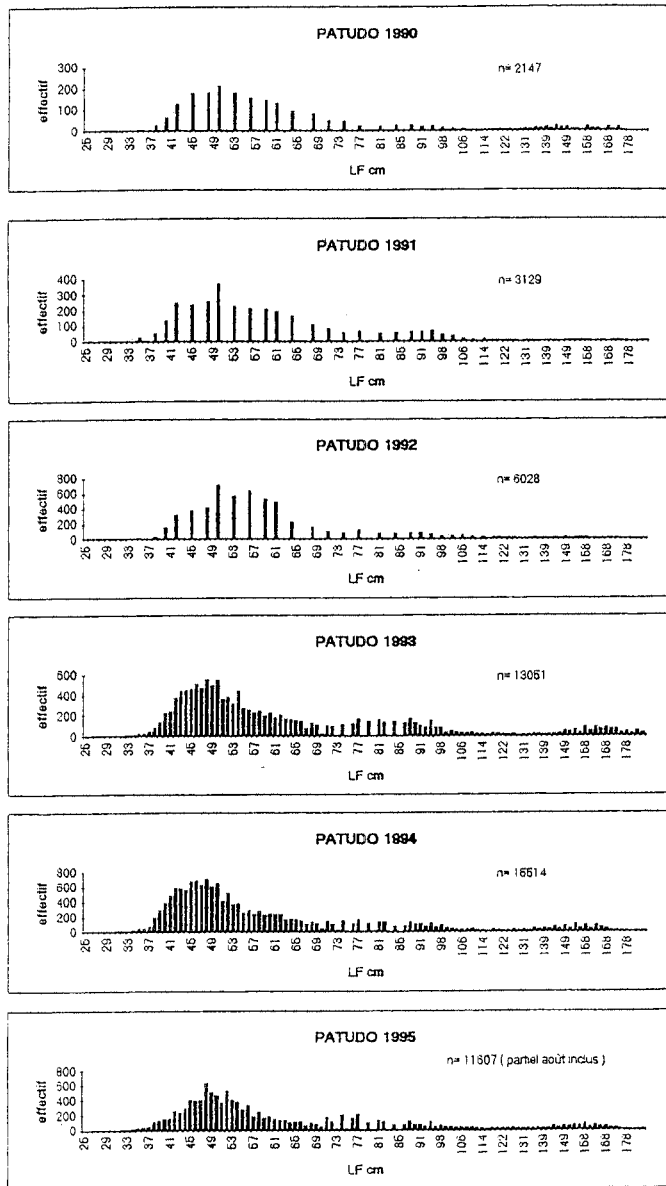 PATUDO 1990
n= 2147
effectif
300
200
100
0
25 29 33 37 41 45 49 53 57 61 65 69 73 77 81 85 91 98 106 114 122 131 139 149 158 168 178
LF cm
PATUDO 1991
n= 3129
effectif
400
300
200
100
0
25 29 33 37 41 45 49 53 57 61 65 69 73 77 81 85 91 98 106 114 122 131 139 149 158 168 178
LF cm
PATUDO 1992
n= 6028
effectif
800
600
400
200
0
25 29 33 37 41 45 49 53 57 61 65 69 73 77 81 85 91 98 106 114 122 131 139 149 158 168 178
LF cm
PATUDO 1993
n= 13051
effectif
600
400
200
0
25 29 33 37 41 45 49 53 57 61 65 69 73 77 81 85 91 98 106 114 122 131 139 149 158 168 178
LF cm
PATUDO 1994
n= 16614
effectif
800
600
400
200
0
25 29 33 37 41 45 49 53 57 61 65 69 73 77 81 85 91 98 106 114 122 131 139 149 158 168 178
LF cm
PATUDO 1995
n= 11607 ( partiel août inclus )
effectif
800
600
400
200
0
25 29 33 37 41 45 49 53 57 61 65 69 73 77 81 85 91 98 106 114 122 131 139 149 158 168 178
LF cm